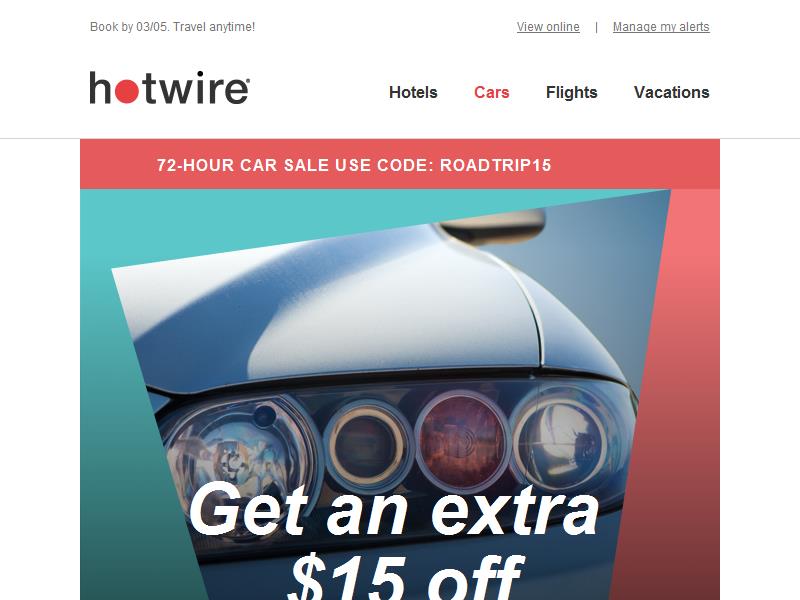 Book by 03/05. Travel anytime!
View online | Manage my alerts
hotwire
Hotels Cars Flights Vacations
72-HOUR CAR SALE USE CODE: ROADTRIP15
Get an extra
$15 off